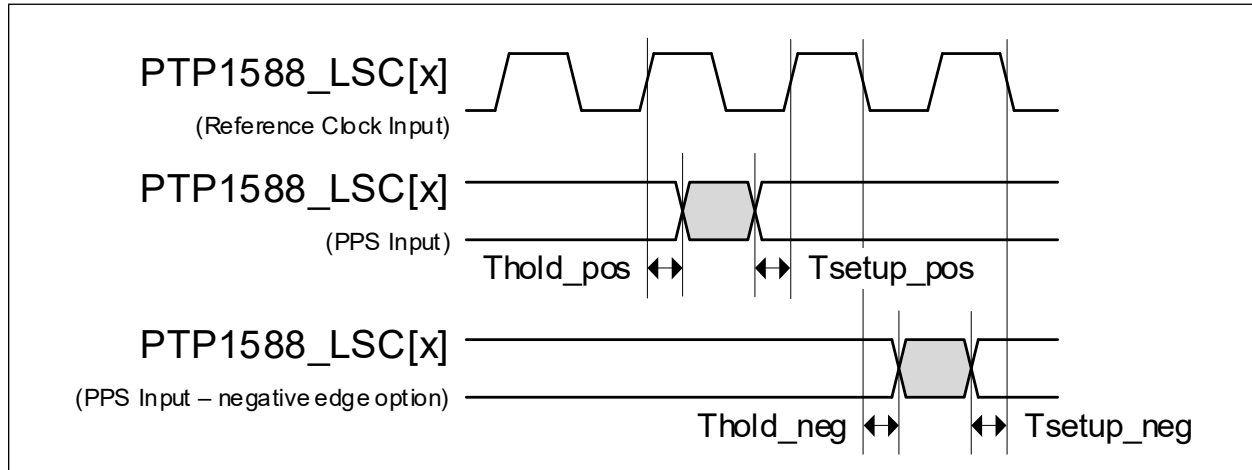 PTP1588_LSC[x]
(Reference Clock Input)
PTP1588_LSC[x]
(PPS Input)
Thold_pos
Tsetup_pos
PTP1588_LSC[x]
(PPS Input – negative edge option)
Thold_neg
Tsetup_neg